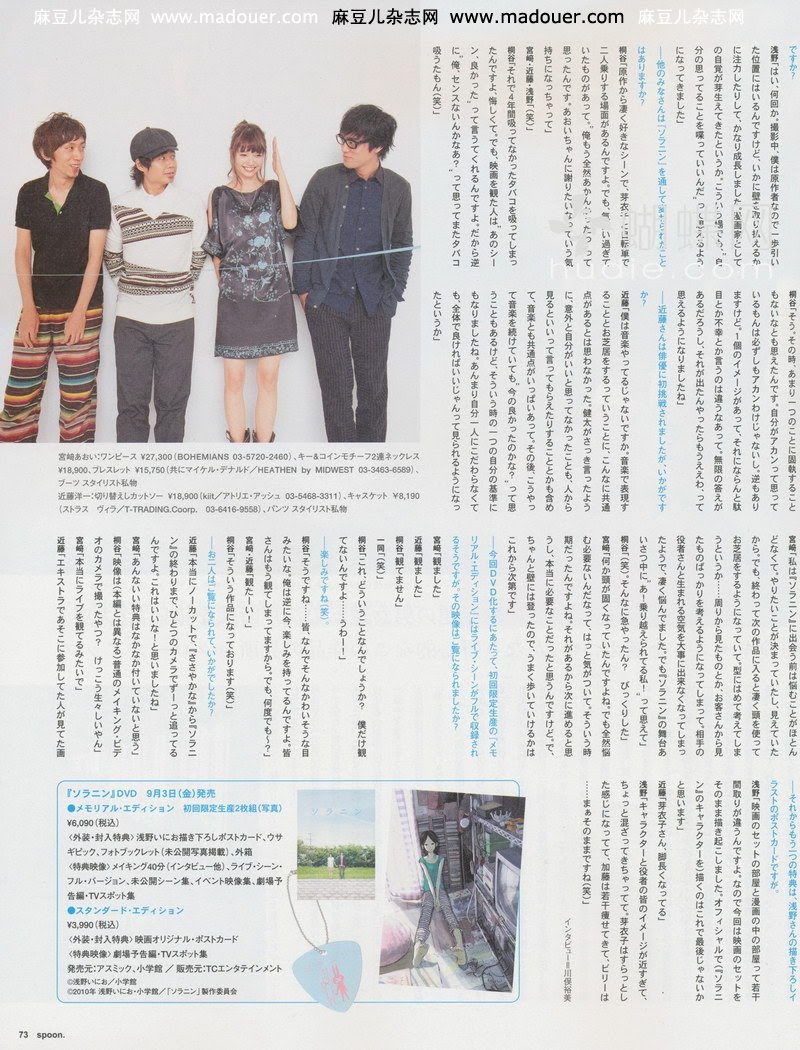 麻豆儿杂志网 www.madouer.com 麻豆儿杂志网 www.madouer.com 麻豆儿杂志网
ですか？
浅野「はい、何回か。撮影中、僕は原作者なので一歩引い
た位置にはいるんですけど、いかに壁を取り払えるか
に注力したりして、かなり成長しました。漫画家として
の自覚が芽生えてきたというか。こういう場でも、自
分の思ってることを喋っていいんだ、って思えるよう
になってきました」
──他のみなさんは『ソラニン』を通して
はありますか？
桐谷「原作から凄く好きなシーンで、芽衣子と自転車で
二人乗りする場面があるんですよ。でも、気い過ぎて
いたものがあって。〝俺もう全然あかんかった〟って
思ったんです。あおいちゃんに謝りたいなっていう気
持ちになっちゃって」
宮﨑・近藤・浅野「（笑）」
桐谷「それで4年間吸ってなかったタバコを吸ってしまっ
たんですよ、悔しくて。でも、映画を観た人は、〝あのシー
ン、良かった〟って言うてくれるんですよ。だから逆
に、〝俺、センスないんかなあ？〟って思ってまたタバコ
吸うたもん（笑）」
桐谷「そう。その時、あまり一つのことに固執すること
もないなとも思えたんです。自分がアカンって思って
いるもんは必ずしもアカンわけじゃないし。逆もあり
ますけど。1個のイメージがあって、それにならんと駄
目とか不幸とか言うのは違うなあって。無限の答えが
あるだろうし、それが出たんやったらもうええわって
思えるようになりましたね」
──近藤さんは俳優に初挑戦されましたが、いかがです
か？
近藤「僕は音楽やってるじゃないですか。音楽で表現す
ることとお芝居をするっていうことに、こんなに共通
点があるとは思わなかった。健太がさっき言ったよう
に、意外と自分がいいと思ってなかったことも、人から
見るといいって言ってもらえたりすることとかも含め
て、音楽とも共通点がいっぱいあって。その後、こうやっ
て音楽を続けていても、〝今の良かったのかな？〟って思
うこともあるけど、そういう時の一つの自分の基準に
もなりましたね。あんまり自分一人にこだわらなくて
も、全体で良ければいいじゃんって見られるようになっ
たというか」
宮﨑あおい:ワンピース ¥27,300（BOHEMIANS 03-5720-2460）、キー&コインモチーフ2連ネックレス
¥18,900、ブレスレット ¥15,750（共にマイケル・デナルド／HEATHEN by MIDWEST 03-3463-6589）、
ブーツ スタイリスト私物
近藤洋一:切り替えしカットソー ¥18,900（kiit／アトリエ・アッシュ 03-5468-3311）、キャスケット ¥8,190
（ストラス ヴィラ／T-TRADING.Coorp. 03-6416-9558）、パンツ スタイリスト私物
宮﨑「私は『ソラニン』に出会う前は悩むことがほとん
どなくて。やりたいことが決まっていたし、見えていた
から。でも、終わって次の作品に入ると凄く頭を使って
お芝居をするようになっていて。型にはめて考えてしま
うというか……周りから見たものとか、お客さんから見
たものばっかりを考えるようになってしまって。相手の
役者さんと生まれる空気を大事に出来なくなってしまっ
たようで、凄く悩んでました。でも『ソラニン』の舞台あ
いさつ中に、〝あ！乗り越えられてる私！〟って思えて」
桐谷「（笑）。そんなに急やったん？ びっくりした」
宮﨑「何か頭が固くなっていたんですよね。でも全然悩
む必要ないんだなって、はっと気がついて。そういう時
期だったんですよね。それがあるから次に進めると思
うし、本当に必要なことだったと思うんですけど。で、
ちゃんと壁には登ったので、うまく歩いていけるかは
これから次第です」
──今回DVD化するにあたって、初回限定生産の『メモ
リアル・エディション』にはライブ・シーンがフルで収録され
るそうですが。その映像はご覧になりましたか？
宮﨑「観ました」
近藤「観ました」
桐谷「観てません」
一同「（笑）」
桐谷「これ、どういうことなんでしょうか？ 僕だけ観
てないんですよ……うわー！」
──楽しみですね（笑）。
桐谷「そうですね……皆、なんでそんなかわいそうな目
みたいな。俺は逆に今、楽しみを持ってるんですよ。皆
さんはもう観てしまってますから。でも、何度でも〜？」
宮﨑・近藤「観たーい！」
桐谷「そういう作品になっております（笑）」
──お二人はご覧になられて、いかがでしたか？
近藤「本当にノーカットで、『ささやかな』から『ソラニ
ン』の終わりまで、ひとつのカメラでずーっと追ってる
んですよ。これはいいなーと思いましたね」
宮﨑「あんないい特典はなかなか付いていないと思う」
桐谷「映像は（本編とは異なる）普通のメイキング・ビデ
オのカメラで撮ったやつ？ けっこう生々しいやん」
宮﨑「本当にライブを観てるみたいで」
近藤「エキストラであそこに参加してた人が見てた画
──それからもう一つの特典は、浅野さんの描き下ろしイ
ラストのポストカードですが。
浅野「映画のセットの部屋と漫画の中の部屋って若干
間取りが違うんですよ。なので今回は映画のセットを
そのまま描き起こしました。オフィシャルで（『ソラニ
ン』のキャラクターを）描くのはこれで最後じゃないか
と思います」
近藤「芽衣子さん、脚長くなってる」
浅野「キャラクターと役者の皆のイメージが近すぎて、
ちょっと混ざってきちゃってて。芽衣子はすらっとし
た感じになってて、加藤は若干痩せてきて、ビリーは
……まぁそのままですね（笑）」
インタビュー＝川俣裕美
『ソラニン』DVD 9月3日（金）発売
●メモリアル・エディション 初回限定生産2枚組（写真）
¥6,090（税込）
〈外装・封入特典〉浅野いにお描き下ろしポストカード、ウサ
ギピック、フォトブックレット（未公開写真掲載）、外箱
〈特典映像〉メイキング40分（インタビュー他）、ライブ・シーン・
フル・バージョン、未公開シーン集、イベント映像集、劇場予
告編・TVスポット集
●スタンダード・エディション
¥3,990（税込）
〈外装・封入特典〉映画オリジナル・ポストカード
〈特典映像〉劇場予告編・TVスポット集
発売元:アスミック、小学館 ／ 販売元:TCエンタテインメント
©浅野いにお／小学館
©2010年 浅野いにお・小学館／「ソラニン」製作委員会
ソラニン
73 spoon.